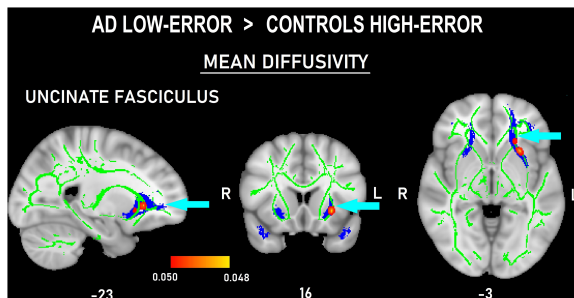 AD LOW-ERROR > CONTROLS HIGH-ERROR
MEAN DIFFUSIVITY
UNCINATE FASCICULUS
R L R
0.050 0.048
-23 16 -3